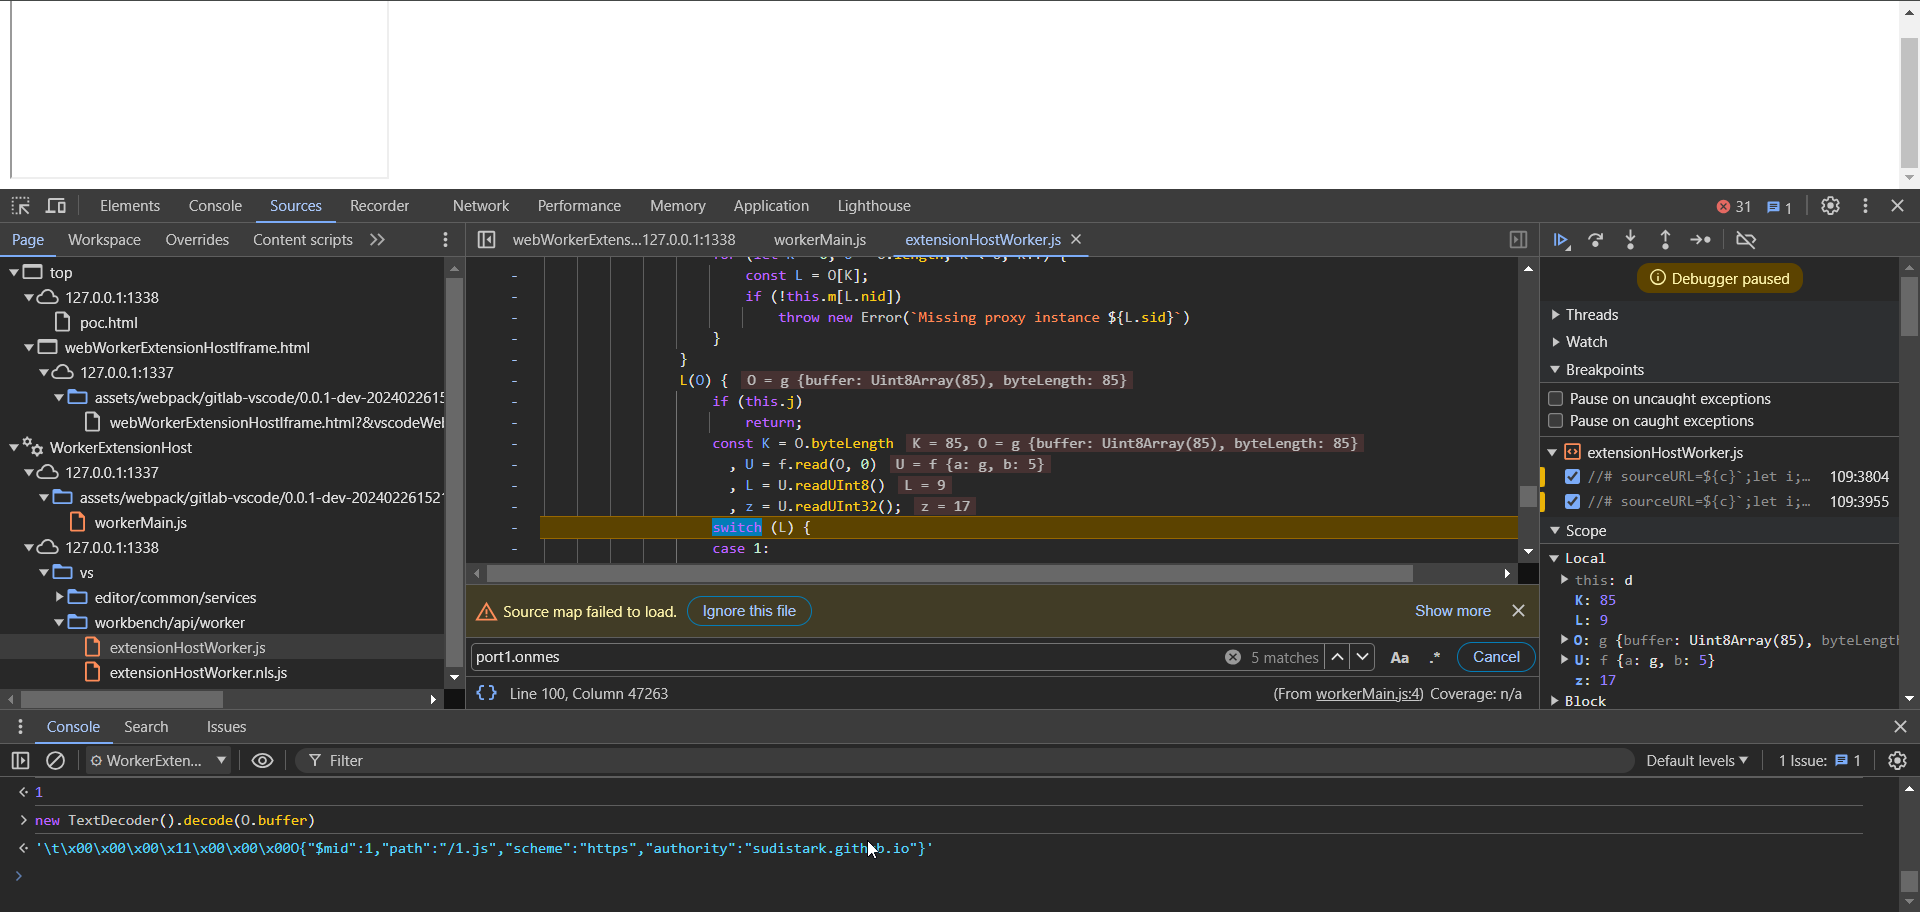 Elements Console Sources Recorder Network Performance Memory Application Lighthouse 31 1
Page Workspace Overrides Content scripts
webWorkerExtens...127.0.0.1:1338 workerMain.js extensionHostWorker.js
top
127.0.0.1:1338
poc.html
webWorkerExtensionHostIframe.html
127.0.0.1:1337
assets/webpack/gitlab-vscode/0.0.1-dev-2024022615
webWorkerExtensionHostIframe.html?&vscodeWel
WorkerExtensionHost
127.0.0.1:1337
assets/webpack/gitlab-vscode/0.0.1-dev-202402261521
workerMain.js
127.0.0.1:1338
vs
editor/common/services
workbench/api/worker
extensionHostWorker.js
extensionHostWorker.nls.js
const L = O[K];
if (!this.m[L.nid])
throw new Error(`Missing proxy instance ${L.sid}`)
}
}
L(O) { O = g {buffer: Uint8Array(85), byteLength: 85}
if (this.j)
return;
const K = O.byteLength K = 85, O = g {buffer: Uint8Array(85), byteLength: 85}
, U = f.read(O, 0) U = f {a: g, b: 5}
, L = U.readUInt8() L = 9
, z = U.readUInt32(); z = 17
switch (L) {
case 1:
Source map failed to load. Ignore this file Show more
port1.onmes 5 matches Aa .* Cancel
{} Line 100, Column 47263 (From workerMain.js:4) Coverage: n/a
Debugger paused
Threads
Watch
Breakpoints
Pause on uncaught exceptions
Pause on caught exceptions
extensionHostWorker.js
//# sourceURL=${c}`;let i;… 109:3804
//# sourceURL=${c}`;let i;… 109:3955
Scope
Local
this: d
K: 85
L: 9
O: g {buffer: Uint8Array(85), byteLength
U: f {a: g, b: 5}
z: 17
Block
Console Search Issues
WorkerExten... Filter Default levels 1 Issue: 1
1
new TextDecoder().decode(O.buffer)
'\t\x00\x00\x00\x11\x00\x00\x00O{"$mid":1,"path":"/1.js","scheme":"https","authority":"sudistark.github.io"}'